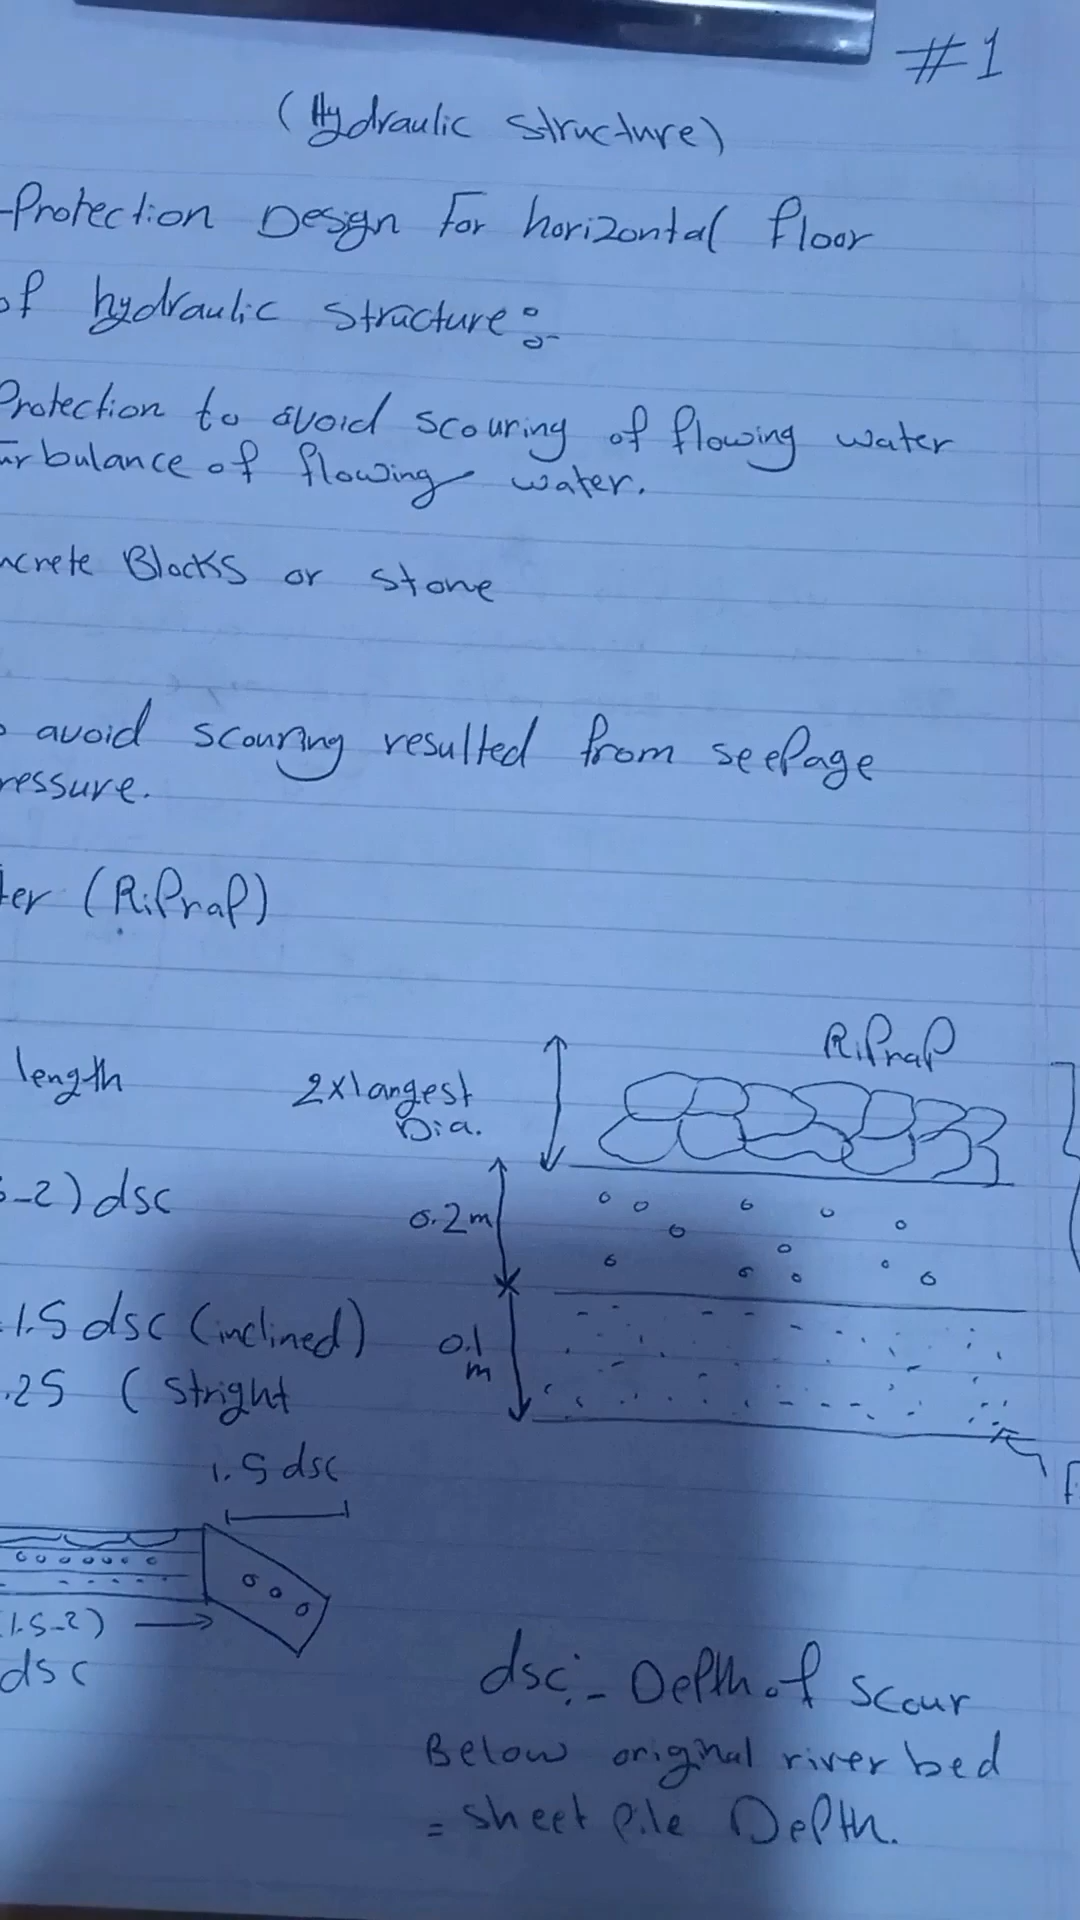 #1
(Hydraulic structure)
-Protection Design For horizontal floor
of hydraulic structure:-
Protection to avoid scouring of flowing water
urbulance of flowing water.
ncrete Blocks or stone
avoid scouring resulted from seepage
ressure.
ter (RipraP)
RipraP
length
2xlargest
Dia.
-2) dsc
0.2m
1.5 dsc (inclined)
0.1
m
.25 ( stright
1.5 dsc
(1.5-2)
dsc
dsc:- Depth of scour
Below original river bed
= sheet pile Depth.